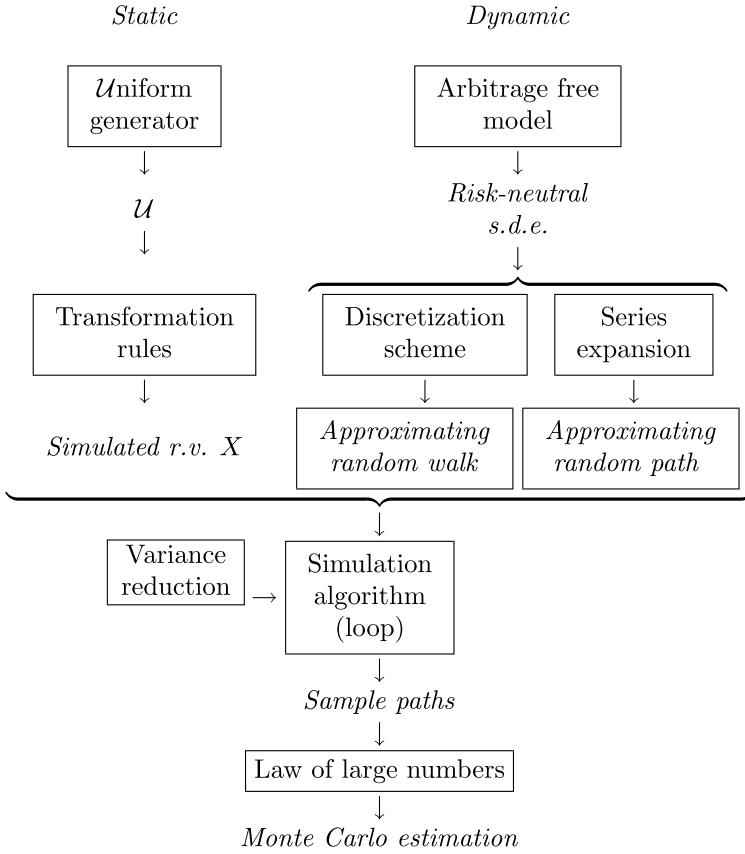 Static
Dynamic
𝒰niform
generator
Arbitrage free
model
𝒰
Risk-neutral
s.d.e.
Transformation
rules
Discretization
scheme
Series
expansion
Simulated r.v. X
Approximating
random walk
Approximating
random path
Variance
reduction
Simulation
algorithm
(loop)
Sample paths
Law of large numbers
Monte Carlo estimation